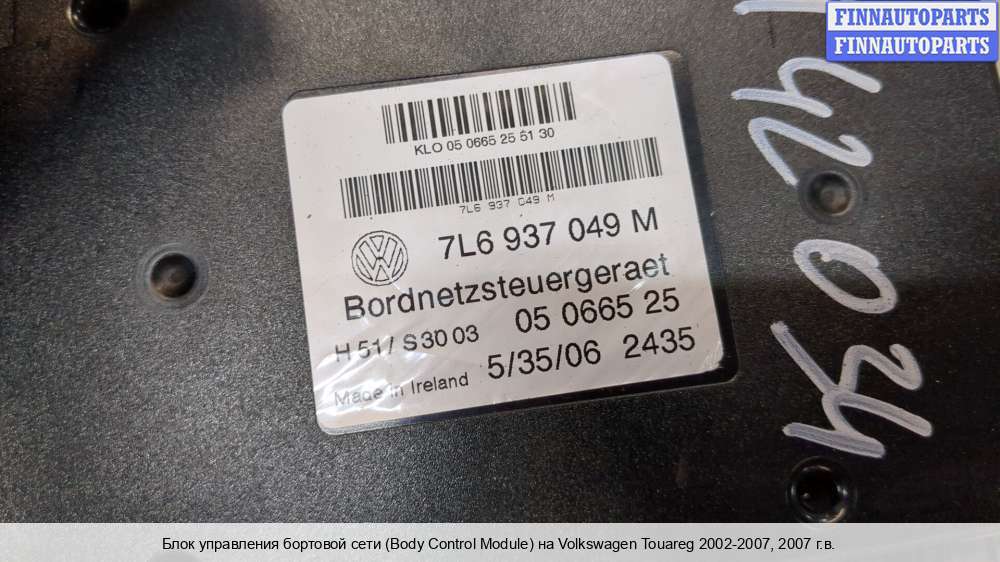 FINNAUTOPARTS
FINNAUTOPARTS
KLO 05 0665 25 51 30
7L6 937 049 M
7L6 937 049 M
Bordnetzsteuergeraet
H 51 / S 30 03 05 0665 25
Made in Ireland 5/35/06 2435
42034
Блок управления бортовой сети (Body Control Module) на Volkswagen Touareg 2002-2007, 2007 г.в.